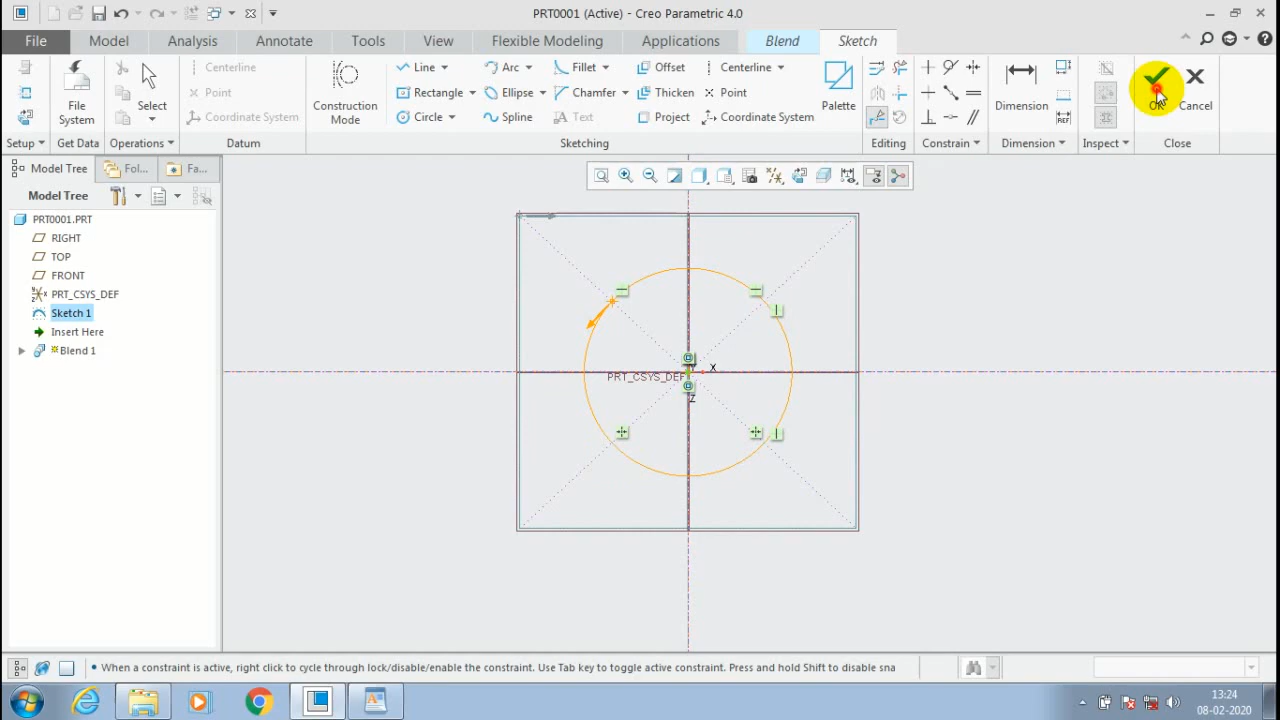 PRT0001 (Active) - Creo Parametric 4.0
File Model Analysis Annotate Tools View Flexible Modeling Applications Blend Sketch
Centerline Line Arc Fillet Offset Centerline
Point Rectangle Ellipse Chamfer Thicken Point
Coordinate System Circle Spline Text Project Coordinate System
File System Select Construction Mode Palette Dimension Cancel
REF
Setup Get Data Operations Datum Sketching Editing Constrain Dimension Inspect Close
Model Tree Fol... Fa...
Model Tree
PRT0001.PRT
RIGHT
TOP
FRONT
PRT_CSYS_DEF
Sketch 1
Insert Here
Blend 1
X
PRT_CSYS_DEF
Z
When a constraint is active, right click to cycle through lock/disable/enable the constraint. Use Tab key to toggle active constraint. Press and hold Shift to disable sna
13:24
08-02-2020